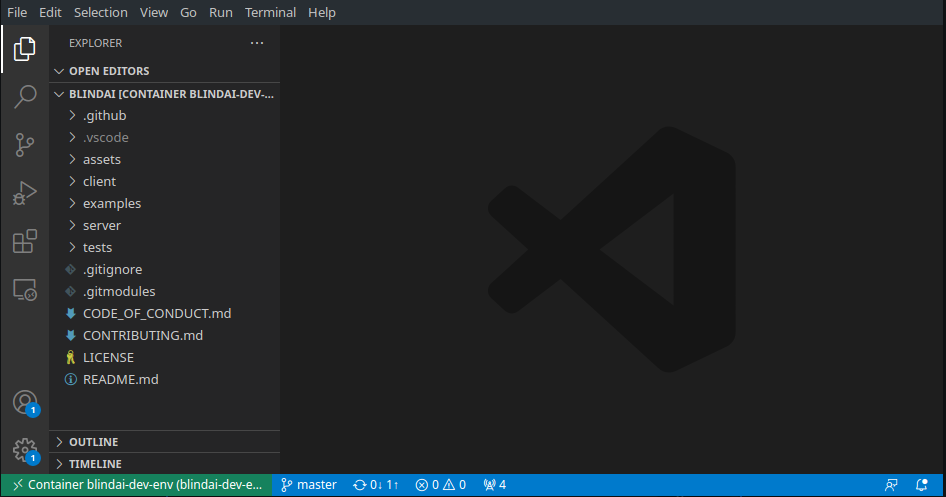 File Edit Selection View Go Run Terminal Help
EXPLORER ...
OPEN EDITORS
BLINDAI [CONTAINER BLINDAI-DEV-...
.github
.vscode
assets
client
examples
server
tests
.gitignore
.gitmodules
CODE_OF_CONDUCT.md
CONTRIBUTING.md
LICENSE
README.md
1
1
OUTLINE
TIMELINE
Container blindai-dev-env (blindai-dev-e... master 0↓ 1↑ 0 0 4